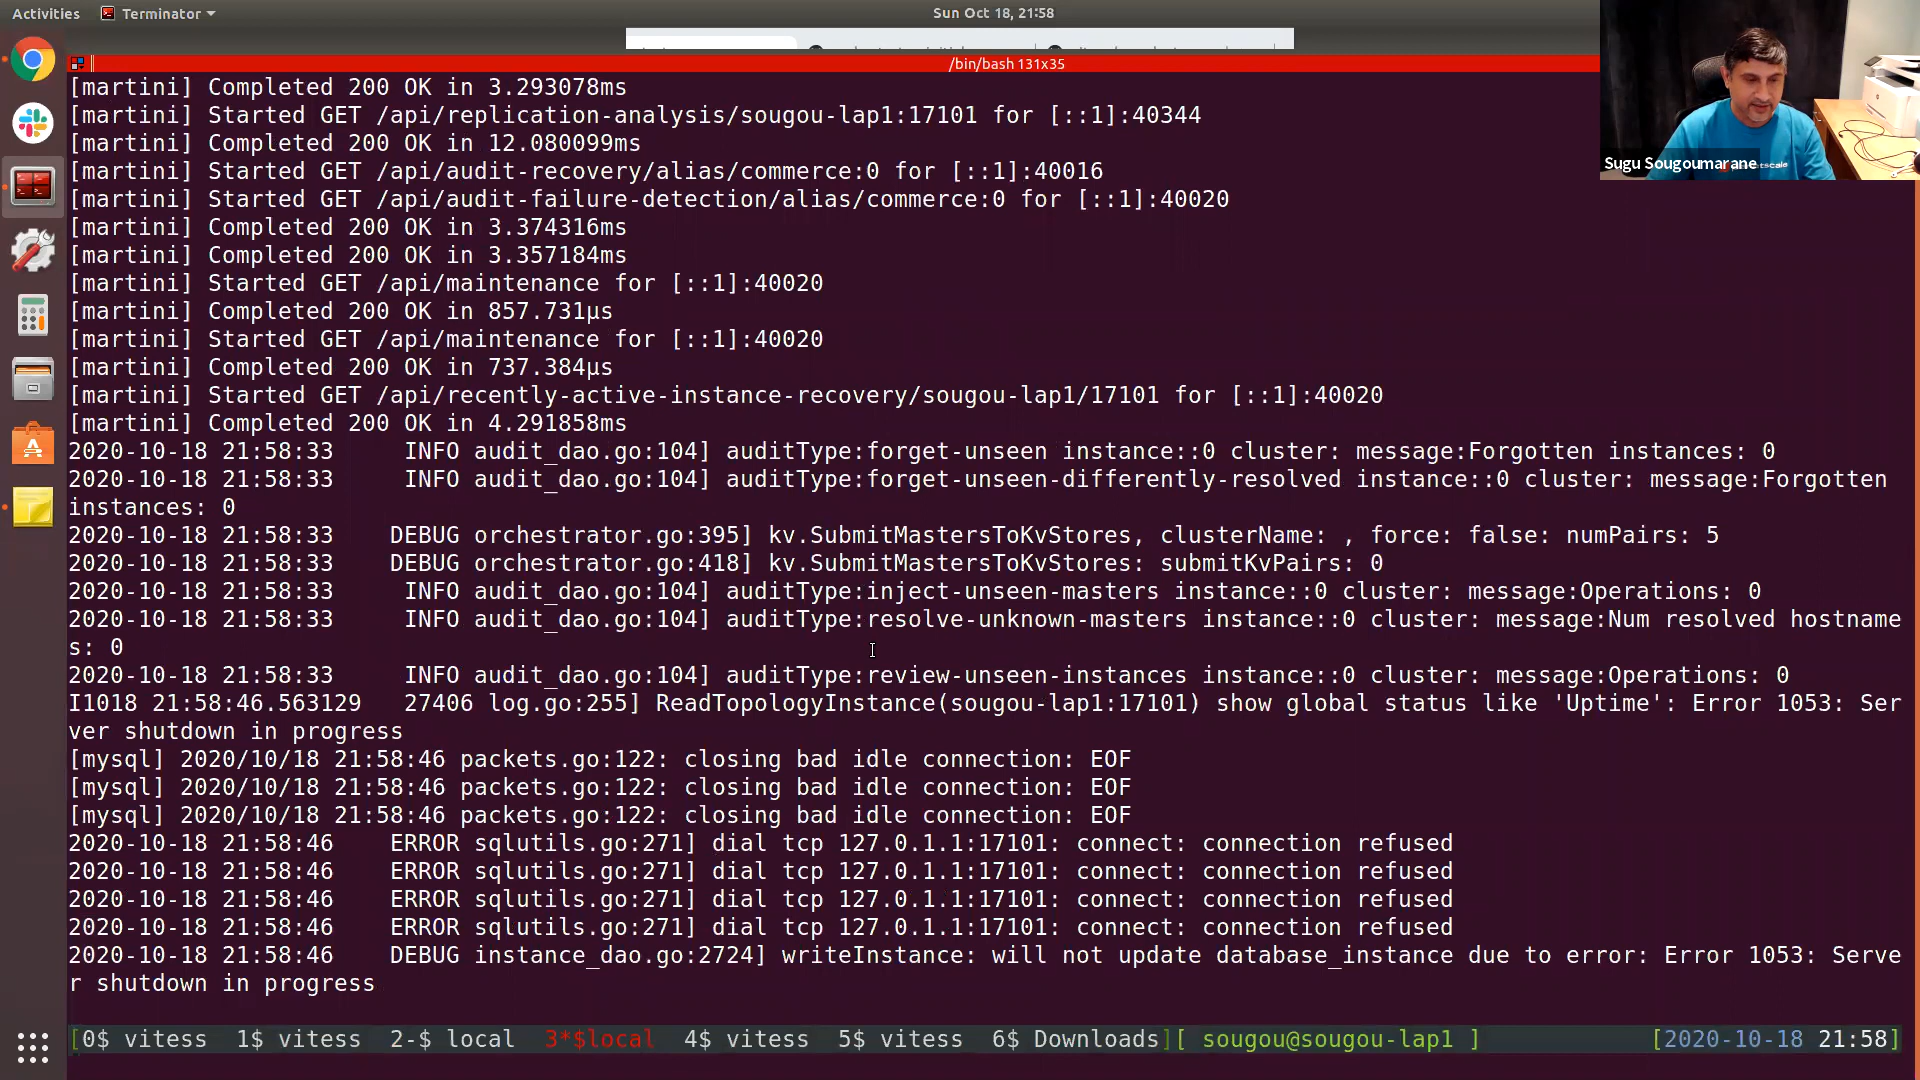 Activities Terminator Sun Oct 18, 21:58
/bin/bash 131x35
[martini] Completed 200 OK in 3.293078ms
[martini] Started GET /api/replication-analysis/sougou-lap1:17101 for [::1]:40344
[martini] Completed 200 OK in 12.080099ms
[martini] Started GET /api/audit-recovery/alias/commerce:0 for [::1]:40016
[martini] Started GET /api/audit-failure-detection/alias/commerce:0 for [::1]:40020
[martini] Completed 200 OK in 3.374316ms
[martini] Completed 200 OK in 3.357184ms
[martini] Started GET /api/maintenance for [::1]:40020
[martini] Completed 200 OK in 857.731µs
[martini] Started GET /api/maintenance for [::1]:40020
[martini] Completed 200 OK in 737.384µs
[martini] Started GET /api/recently-active-instance-recovery/sougou-lap1/17101 for [::1]:40020
[martini] Completed 200 OK in 4.291858ms
2020-10-18 21:58:33 INFO audit_dao.go:104] auditType:forget-unseen instance::0 cluster: message:Forgotten instances: 0
2020-10-18 21:58:33 INFO audit_dao.go:104] auditType:forget-unseen-differently-resolved instance::0 cluster: message:Forgotten
instances: 0
2020-10-18 21:58:33 DEBUG orchestrator.go:395] kv.SubmitMastersToKvStores, clusterName: , force: false: numPairs: 5
2020-10-18 21:58:33 DEBUG orchestrator.go:418] kv.SubmitMastersToKvStores: submitKvPairs: 0
2020-10-18 21:58:33 INFO audit_dao.go:104] auditType:inject-unseen-masters instance::0 cluster: message:Operations: 0
2020-10-18 21:58:33 INFO audit_dao.go:104] auditType:resolve-unknown-masters instance::0 cluster: message:Num resolved hostname
s: 0
2020-10-18 21:58:33 INFO audit_dao.go:104] auditType:review-unseen-instances instance::0 cluster: message:Operations: 0
I1018 21:58:46.563129 27406 log.go:255] ReadTopologyInstance(sougou-lap1:17101) show global status like 'Uptime': Error 1053: Ser
ver shutdown in progress
[mysql] 2020/10/18 21:58:46 packets.go:122: closing bad idle connection: EOF
[mysql] 2020/10/18 21:58:46 packets.go:122: closing bad idle connection: EOF
[mysql] 2020/10/18 21:58:46 packets.go:122: closing bad idle connection: EOF
2020-10-18 21:58:46 ERROR sqlutils.go:271] dial tcp 127.0.1.1:17101: connect: connection refused
2020-10-18 21:58:46 ERROR sqlutils.go:271] dial tcp 127.0.1.1:17101: connect: connection refused
2020-10-18 21:58:46 ERROR sqlutils.go:271] dial tcp 127.0.1.1:17101: connect: connection refused
2020-10-18 21:58:46 ERROR sqlutils.go:271] dial tcp 127.0.1.1:17101: connect: connection refused
2020-10-18 21:58:46 DEBUG instance_dao.go:2724] writeInstance: will not update database_instance due to error: Error 1053: Serve
r shutdown in progress
[0$ vitess 1$ vitess 2-$ local 3*$local 4$ vitess 5$ vitess 6$ Downloads][ sougou@sougou-lap1 ] [2020-10-18 21:58]
Sugu Sougoumarane